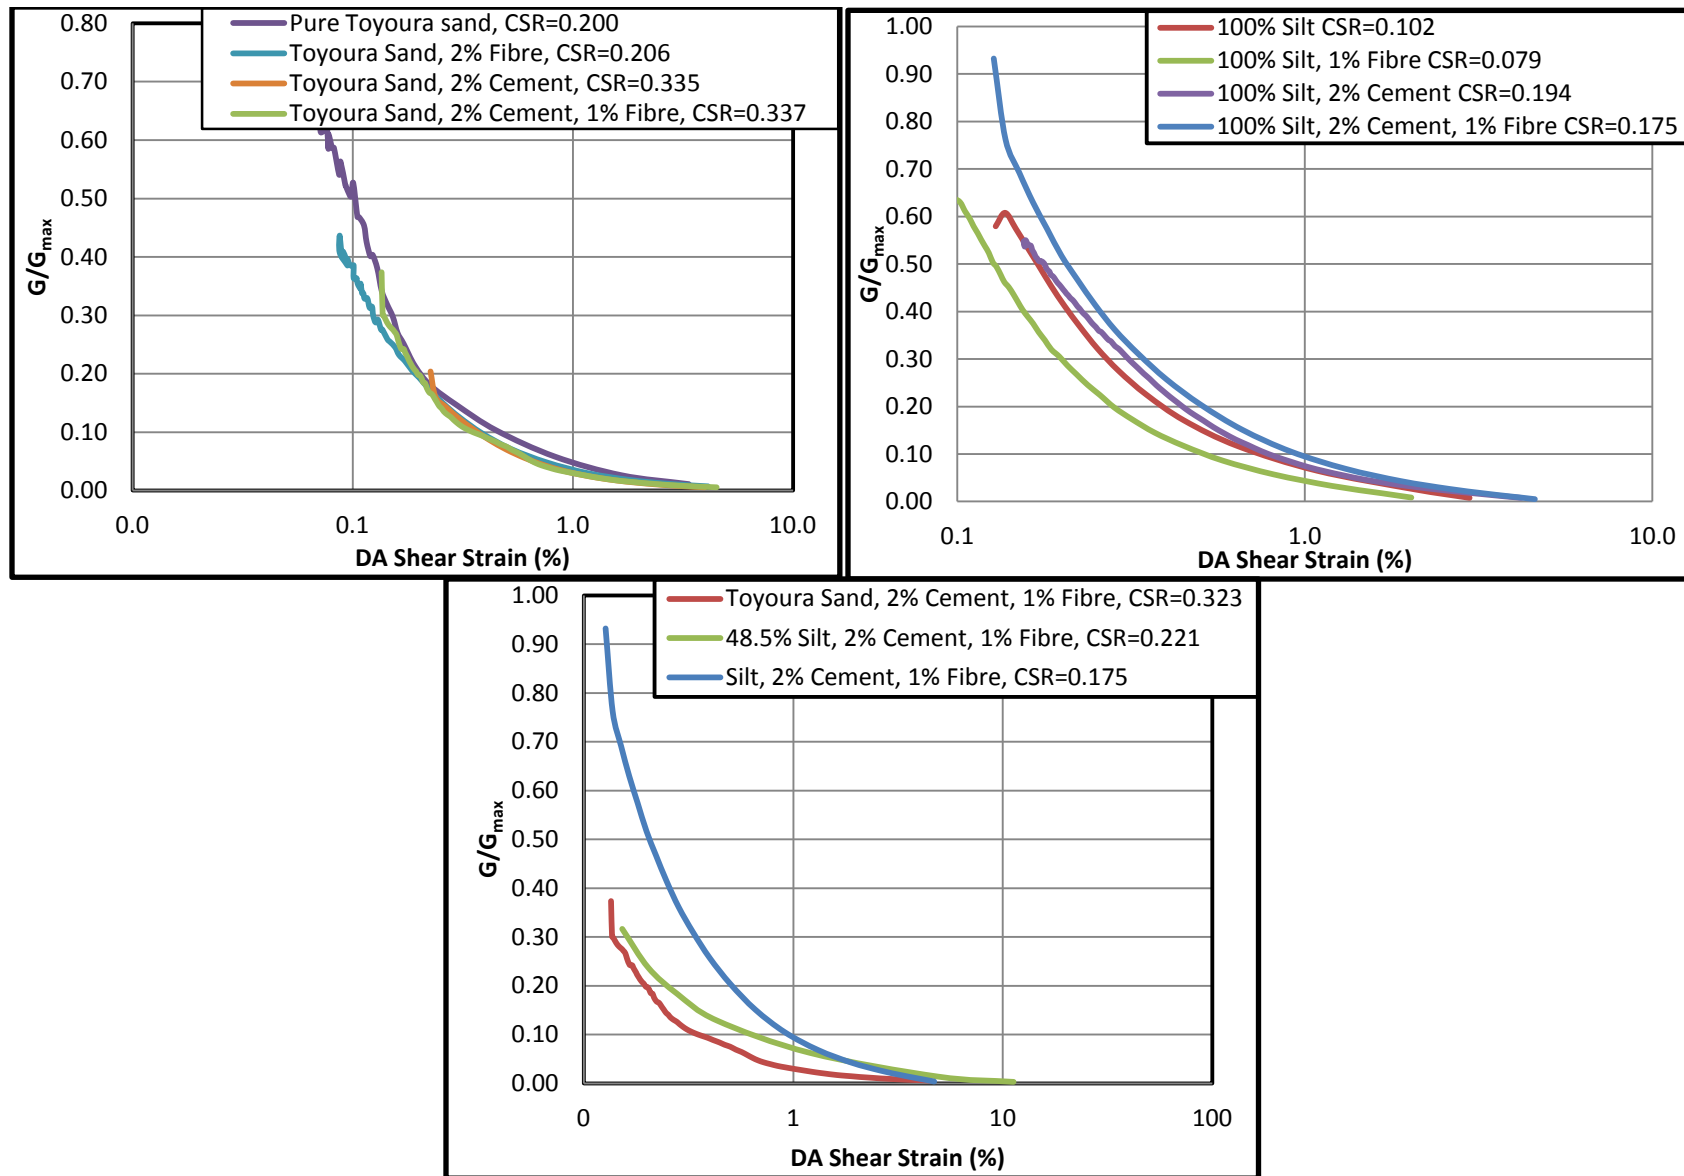 0.80
0.70
0.60
0.50
0.40
0.30
0.20
0.10
0.00
G/Gmax
0.0 0.1 1.0 10.0
DA Shear Strain (%)
Pure Toyoura sand, CSR=0.200
Toyoura Sand, 2% Fibre, CSR=0.206
Toyoura Sand, 2% Cement, CSR=0.335
Toyoura Sand, 2% Cement, 1% Fibre, CSR=0.337
1.00
0.90
0.80
0.70
0.60
0.50
0.40
0.30
0.20
0.10
0.00
G/Gmax
0.1 1.0 10.0
DA Shear Strain (%)
100% Silt CSR=0.102
100% Silt, 1% Fibre CSR=0.079
100% Silt, 2% Cement CSR=0.194
100% Silt, 2% Cement, 1% Fibre CSR=0.175
1.00
0.90
0.80
0.70
0.60
0.50
0.40
0.30
0.20
0.10
0.00
G/Gmax
0 1 10 100
DA Shear Strain (%)
Toyoura Sand, 2% Cement, 1% Fibre, CSR=0.323
48.5% Silt, 2% Cement, 1% Fibre, CSR=0.221
Silt, 2% Cement, 1% Fibre, CSR=0.175